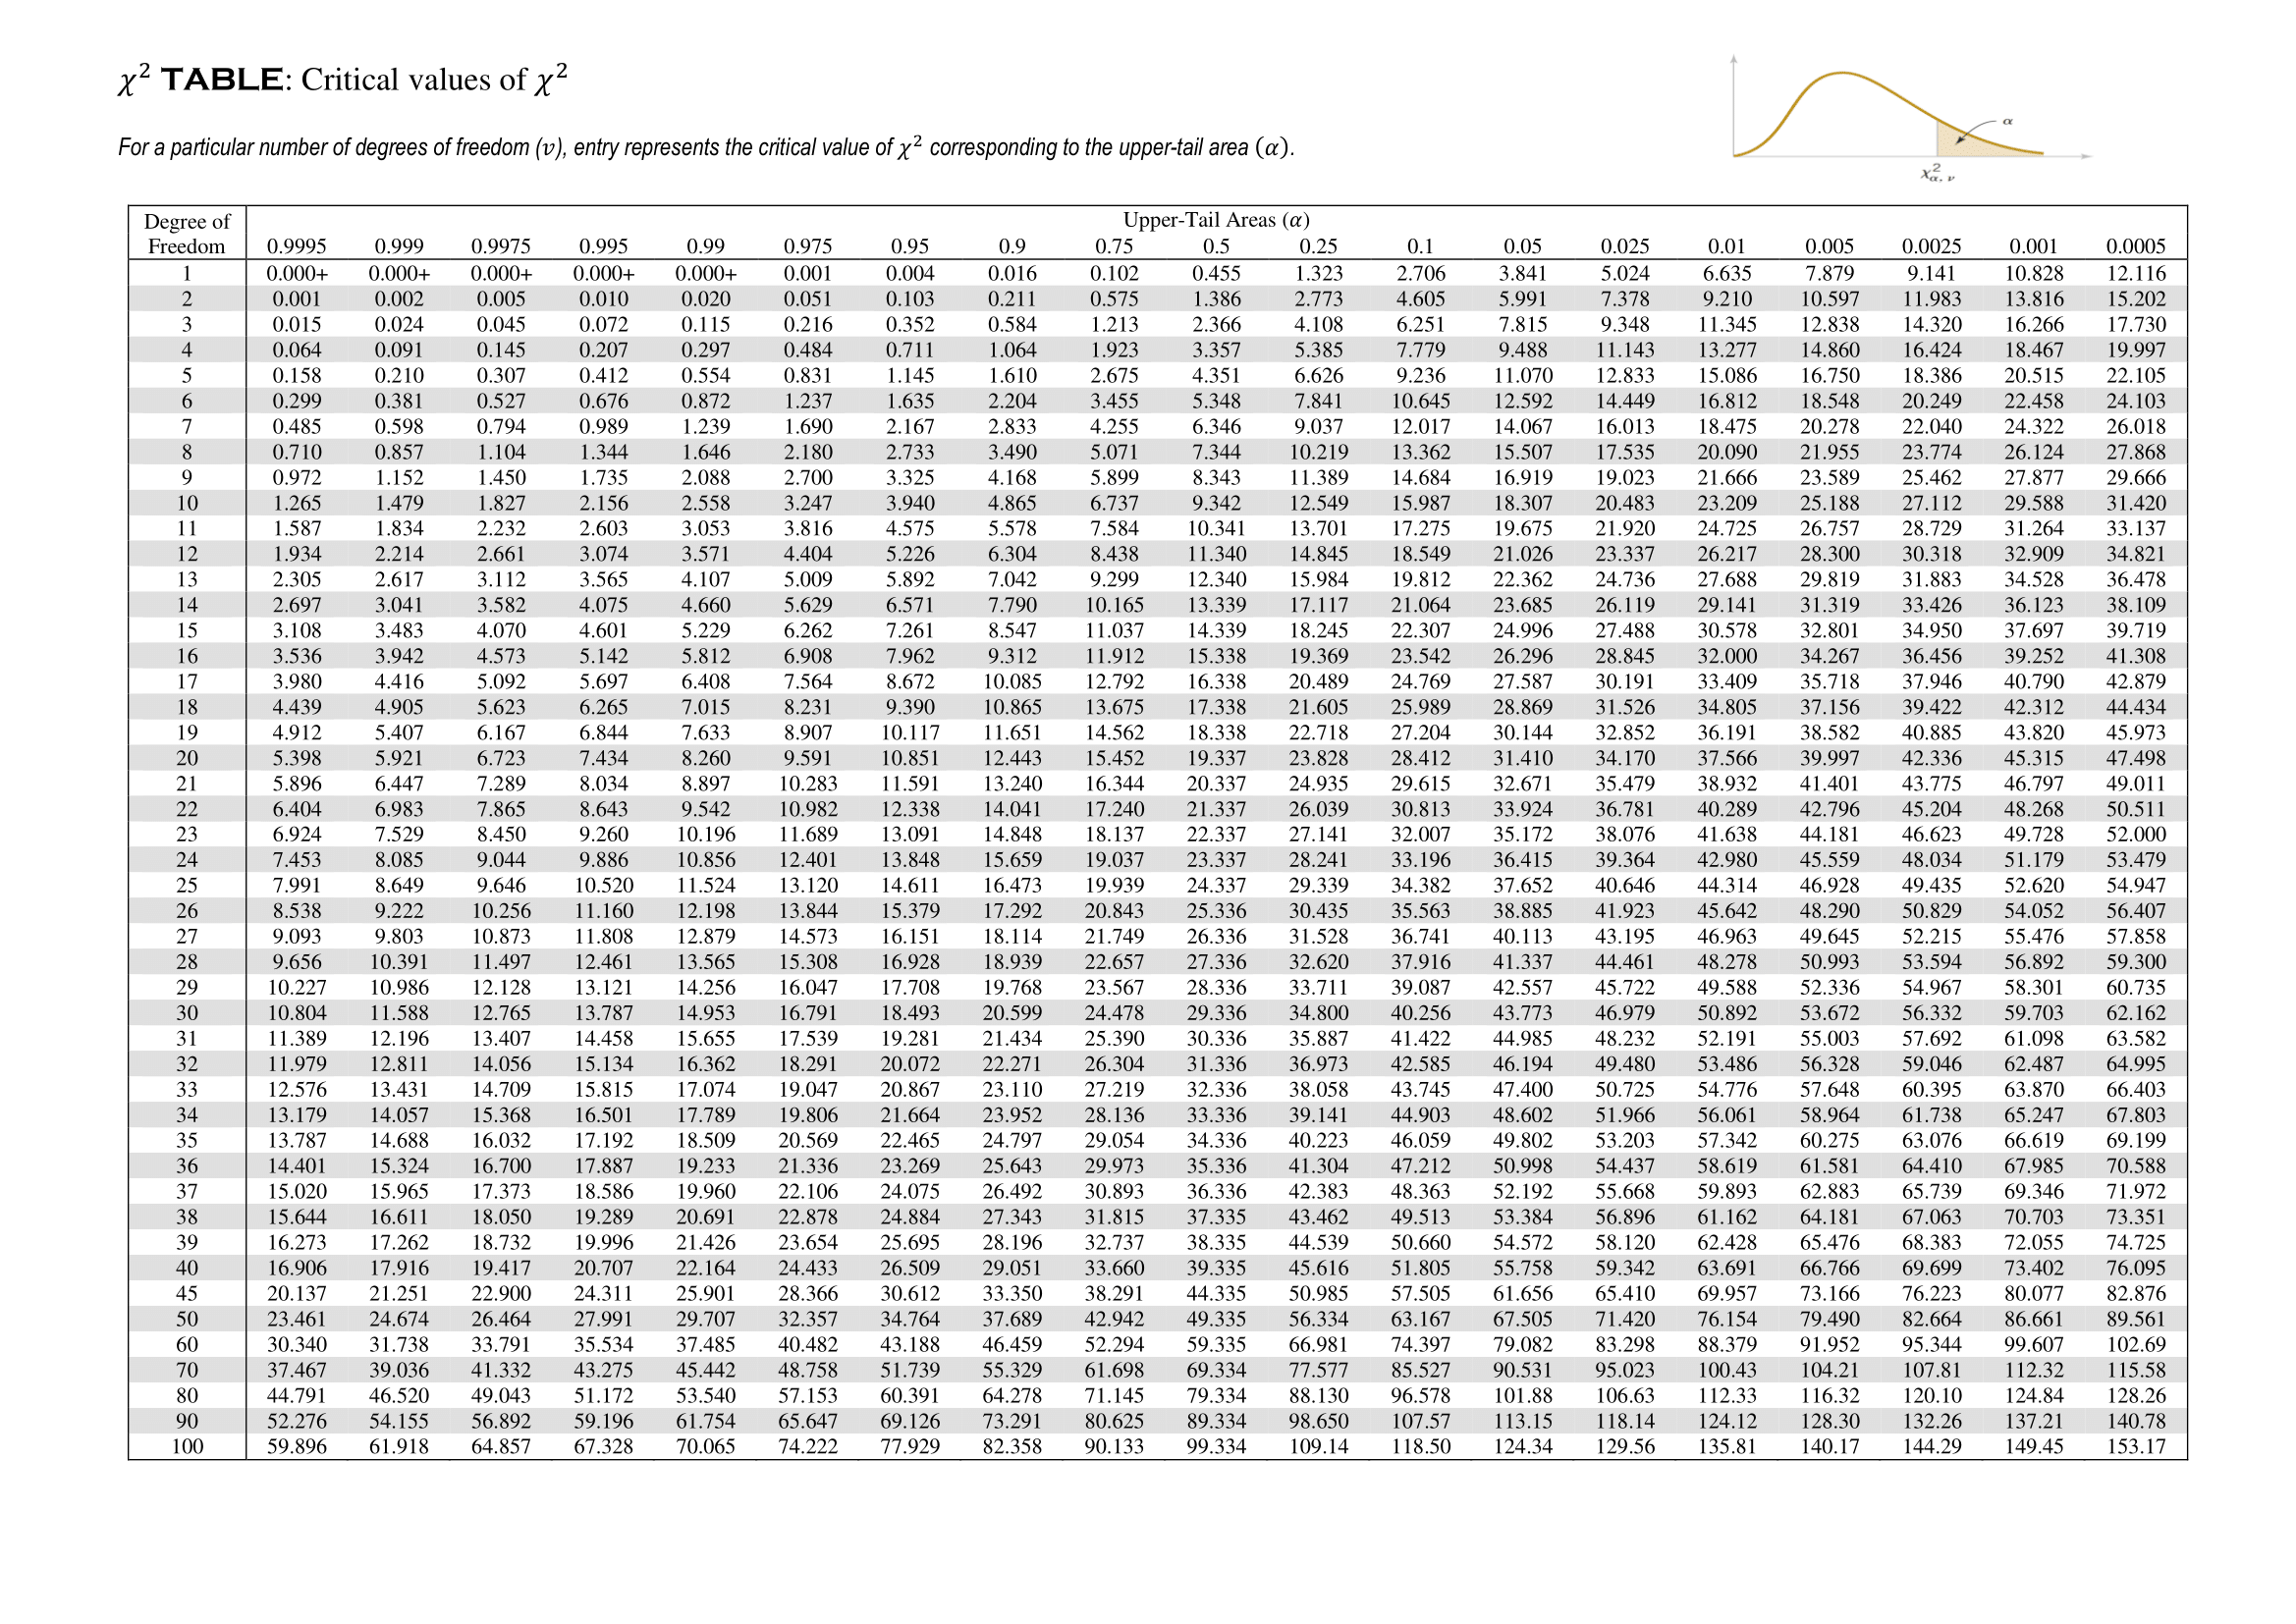 χ² TABLE: Critical values of χ²
For a particular number of degrees of freedom (v), entry represents the critical value of χ² corresponding to the upper-tail area (α).
α
χ²α, ν
Degree of Freedom Upper-Tail Areas (α)
0.9995 0.999 0.9975 0.995 0.99 0.975 0.95 0.9 0.75 0.5 0.25 0.1 0.05 0.025 0.01 0.005 0.0025 0.001 0.0005
1 0.000+ 0.000+ 0.000+ 0.000+ 0.000+ 0.001 0.004 0.016 0.102 0.455 1.323 2.706 3.841 5.024 6.635 7.879 9.141 10.828 12.116
2 0.001 0.002 0.005 0.010 0.020 0.051 0.103 0.211 0.575 1.386 2.773 4.605 5.991 7.378 9.210 10.597 11.983 13.816 15.202
3 0.015 0.024 0.045 0.072 0.115 0.216 0.352 0.584 1.213 2.366 4.108 6.251 7.815 9.348 11.345 12.838 14.320 16.266 17.730
4 0.064 0.091 0.145 0.207 0.297 0.484 0.711 1.064 1.923 3.357 5.385 7.779 9.488 11.143 13.277 14.860 16.424 18.467 19.997
5 0.158 0.210 0.307 0.412 0.554 0.831 1.145 1.610 2.675 4.351 6.626 9.236 11.070 12.833 15.086 16.750 18.386 20.515 22.105
6 0.299 0.381 0.527 0.676 0.872 1.237 1.635 2.204 3.455 5.348 7.841 10.645 12.592 14.449 16.812 18.548 20.249 22.458 24.103
7 0.485 0.598 0.794 0.989 1.239 1.690 2.167 2.833 4.255 6.346 9.037 12.017 14.067 16.013 18.475 20.278 22.040 24.322 26.018
8 0.710 0.857 1.104 1.344 1.646 2.180 2.733 3.490 5.071 7.344 10.219 13.362 15.507 17.535 20.090 21.955 23.774 26.124 27.868
9 0.972 1.152 1.450 1.735 2.088 2.700 3.325 4.168 5.899 8.343 11.389 14.684 16.919 19.023 21.666 23.589 25.462 27.877 29.666
10 1.265 1.479 1.827 2.156 2.558 3.247 3.940 4.865 6.737 9.342 12.549 15.987 18.307 20.483 23.209 25.188 27.112 29.588 31.420
11 1.587 1.834 2.232 2.603 3.053 3.816 4.575 5.578 7.584 10.341 13.701 17.275 19.675 21.920 24.725 26.757 28.729 31.264 33.137
12 1.934 2.214 2.661 3.074 3.571 4.404 5.226 6.304 8.438 11.340 14.845 18.549 21.026 23.337 26.217 28.300 30.318 32.909 34.821
13 2.305 2.617 3.112 3.565 4.107 5.009 5.892 7.042 9.299 12.340 15.984 19.812 22.362 24.736 27.688 29.819 31.883 34.528 36.478
14 2.697 3.041 3.582 4.075 4.660 5.629 6.571 7.790 10.165 13.339 17.117 21.064 23.685 26.119 29.141 31.319 33.426 36.123 38.109
15 3.108 3.483 4.070 4.601 5.229 6.262 7.261 8.547 11.037 14.339 18.245 22.307 24.996 27.488 30.578 32.801 34.950 37.697 39.719
16 3.536 3.942 4.573 5.142 5.812 6.908 7.962 9.312 11.912 15.338 19.369 23.542 26.296 28.845 32.000 34.267 36.456 39.252 41.308
17 3.980 4.416 5.092 5.697 6.408 7.564 8.672 10.085 12.792 16.338 20.489 24.769 27.587 30.191 33.409 35.718 37.946 40.790 42.879
18 4.439 4.905 5.623 6.265 7.015 8.231 9.390 10.865 13.675 17.338 21.605 25.989 28.869 31.526 34.805 37.156 39.422 42.312 44.434
19 4.912 5.407 6.167 6.844 7.633 8.907 10.117 11.651 14.562 18.338 22.718 27.204 30.144 32.852 36.191 38.582 40.885 43.820 45.973
20 5.398 5.921 6.723 7.434 8.260 9.591 10.851 12.443 15.452 19.337 23.828 28.412 31.410 34.170 37.566 39.997 42.336 45.315 47.498
21 5.896 6.447 7.289 8.034 8.897 10.283 11.591 13.240 16.344 20.337 24.935 29.615 32.671 35.479 38.932 41.401 43.775 46.797 49.011
22 6.404 6.983 7.865 8.643 9.542 10.982 12.338 14.041 17.240 21.337 26.039 30.813 33.924 36.781 40.289 42.796 45.204 48.268 50.511
23 6.924 7.529 8.450 9.260 10.196 11.689 13.091 14.848 18.137 22.337 27.141 32.007 35.172 38.076 41.638 44.181 46.623 49.728 52.000
24 7.453 8.085 9.044 9.886 10.856 12.401 13.848 15.659 19.037 23.337 28.241 33.196 36.415 39.364 42.980 45.559 48.034 51.179 53.479
25 7.991 8.649 9.646 10.520 11.524 13.120 14.611 16.473 19.939 24.337 29.339 34.382 37.652 40.646 44.314 46.928 49.435 52.620 54.947
26 8.538 9.222 10.256 11.160 12.198 13.844 15.379 17.292 20.843 25.336 30.435 35.563 38.885 41.923 45.642 48.290 50.829 54.052 56.407
27 9.093 9.803 10.873 11.808 12.879 14.573 16.151 18.114 21.749 26.336 31.528 36.741 40.113 43.195 46.963 49.645 52.215 55.476 57.858
28 9.656 10.391 11.497 12.461 13.565 15.308 16.928 18.939 22.657 27.336 32.620 37.916 41.337 44.461 48.278 50.993 53.594 56.892 59.300
29 10.227 10.986 12.128 13.121 14.256 16.047 17.708 19.768 23.567 28.336 33.711 39.087 42.557 45.722 49.588 52.336 54.967 58.301 60.735
30 10.804 11.588 12.765 13.787 14.953 16.791 18.493 20.599 24.478 29.336 34.800 40.256 43.773 46.979 50.892 53.672 56.332 59.703 62.162
31 11.389 12.196 13.407 14.458 15.655 17.539 19.281 21.434 25.390 30.336 35.887 41.422 44.985 48.232 52.191 55.003 57.692 61.098 63.582
32 11.979 12.811 14.056 15.134 16.362 18.291 20.072 22.271 26.304 31.336 36.973 42.585 46.194 49.480 53.486 56.328 59.046 62.487 64.995
33 12.576 13.431 14.709 15.815 17.074 19.047 20.867 23.110 27.219 32.336 38.058 43.745 47.400 50.725 54.776 57.648 60.395 63.870 66.403
34 13.179 14.057 15.368 16.501 17.789 19.806 21.664 23.952 28.136 33.336 39.141 44.903 48.602 51.966 56.061 58.964 61.738 65.247 67.803
35 13.787 14.688 16.032 17.192 18.509 20.569 22.465 24.797 29.054 34.336 40.223 46.059 49.802 53.203 57.342 60.275 63.076 66.619 69.199
36 14.401 15.324 16.700 17.887 19.233 21.336 23.269 25.643 29.973 35.336 41.304 47.212 50.998 54.437 58.619 61.581 64.410 67.985 70.588
37 15.020 15.965 17.373 18.586 19.960 22.106 24.075 26.492 30.893 36.336 42.383 48.363 52.192 55.668 59.893 62.883 65.739 69.346 71.972
38 15.644 16.611 18.050 19.289 20.691 22.878 24.884 27.343 31.815 37.335 43.462 49.513 53.384 56.896 61.162 64.181 67.063 70.703 73.351
39 16.273 17.262 18.732 19.996 21.426 23.654 25.695 28.196 32.737 38.335 44.539 50.660 54.572 58.120 62.428 65.476 68.383 72.055 74.725
40 16.906 17.916 19.417 20.707 22.164 24.433 26.509 29.051 33.660 39.335 45.616 51.805 55.758 59.342 63.691 66.766 69.699 73.402 76.095
45 20.137 21.251 22.900 24.311 25.901 28.366 30.612 33.350 38.291 44.335 50.985 57.505 61.656 65.410 69.957 73.166 76.223 80.077 82.876
50 23.461 24.674 26.464 27.991 29.707 32.357 34.764 37.689 42.942 49.335 56.334 63.167 67.505 71.420 76.154 79.490 82.664 86.661 89.561
60 30.340 31.738 33.791 35.534 37.485 40.482 43.188 46.459 52.294 59.335 66.981 74.397 79.082 83.298 88.379 91.952 95.344 99.607 102.69
70 37.467 39.036 41.332 43.275 45.442 48.758 51.739 55.329 61.698 69.334 77.577 85.527 90.531 95.023 100.43 104.21 107.81 112.32 115.58
80 44.791 46.520 49.043 51.172 53.540 57.153 60.391 64.278 71.145 79.334 88.130 96.578 101.88 106.63 112.33 116.32 120.10 124.84 128.26
90 52.276 54.155 56.892 59.196 61.754 65.647 69.126 73.291 80.625 89.334 98.650 107.57 113.15 118.14 124.12 128.30 132.26 137.21 140.78
100 59.896 61.918 64.857 67.328 70.065 74.222 77.929 82.358 90.133 99.334 109.14 118.50 124.34 129.56 135.81 140.17 144.29 149.45 153.17